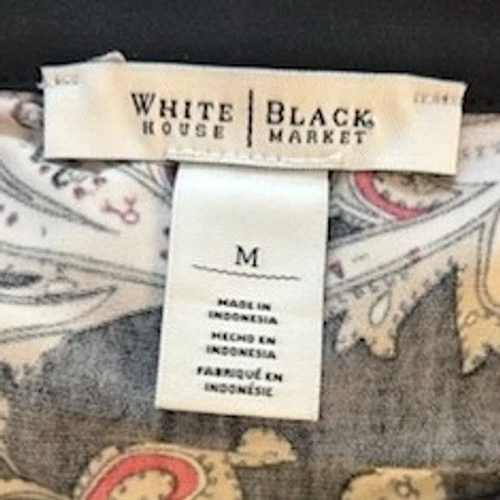 WHITE | BLACK
HOUSE | MARKET
M
MADE IN
INDONESIA
HECHO EN
INDONESIA
FABRIQUÉ EN
INDONÉSIE